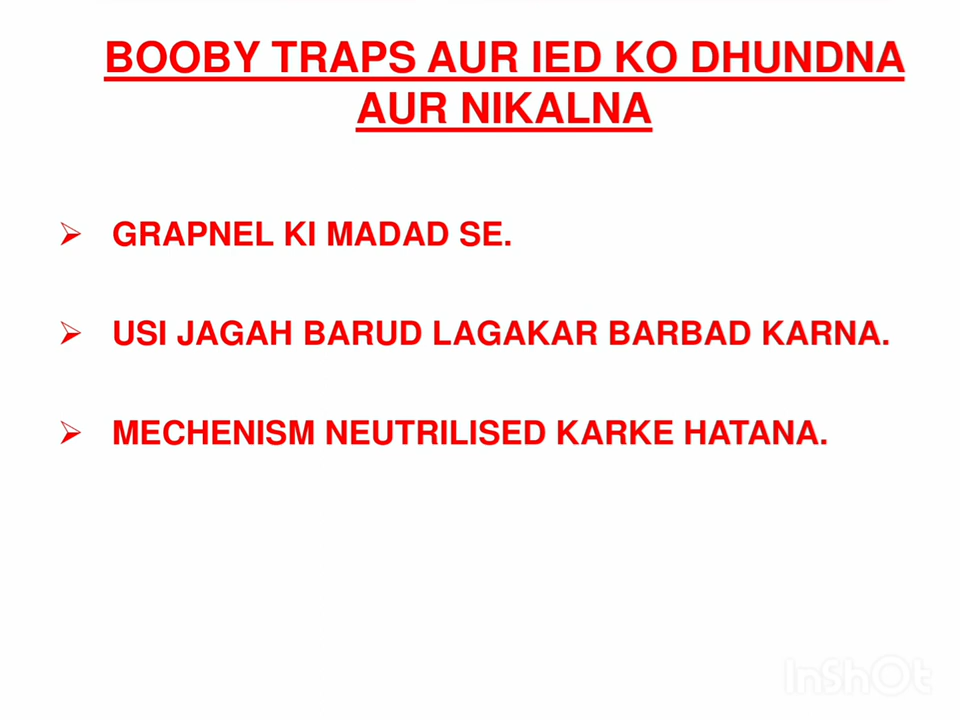 BOOBY TRAPS AUR IED KO DHUNDNA
AUR NIKALNA
GRAPNEL KI MADAD SE.
USI JAGAH BARUD LAGAKAR BARBAD KARNA.
MECHENISM NEUTRILISED KARKE HATANA.
InShOt